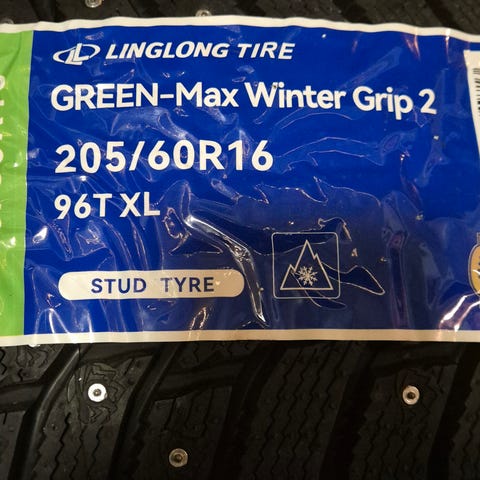 LINGLONG TIRE
GREEN-Max Winter Grip 2
205/60R16
96T XL
STUD TYRE